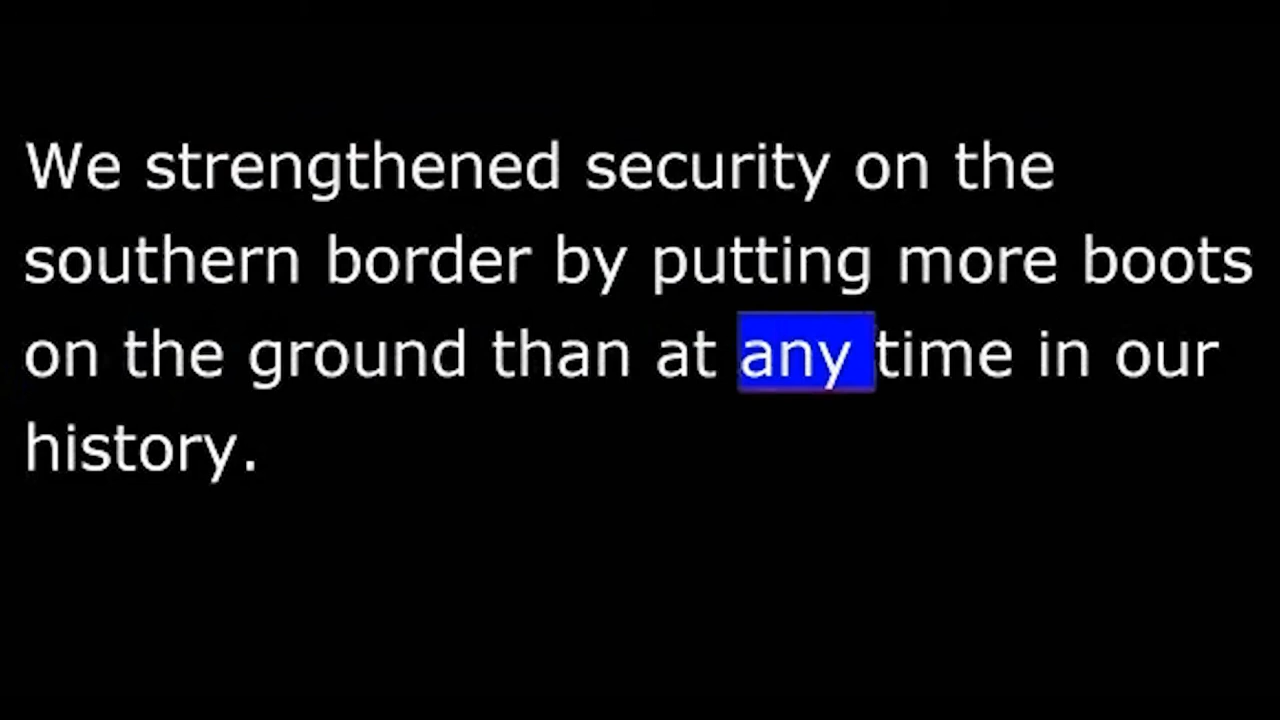 We strengthened security on the
southern border by putting more boots
on the ground than at any time in our
history.